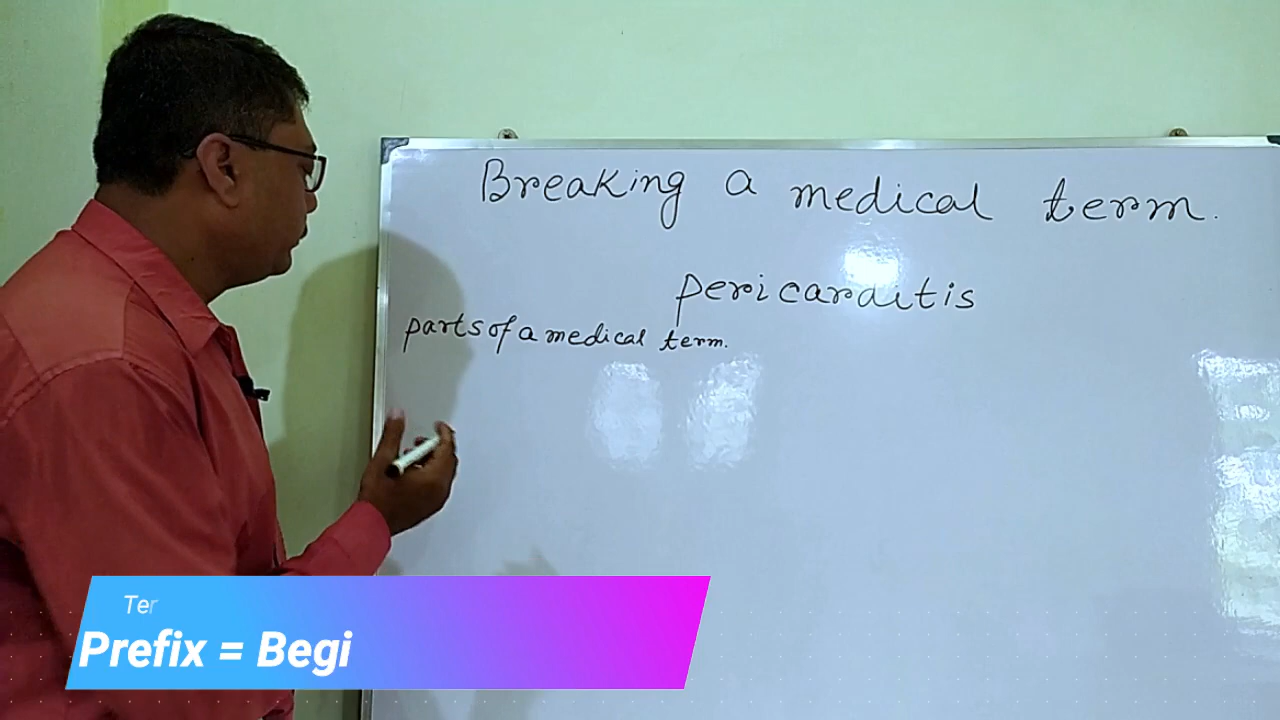 Breaking a medical term.
pericarditis
parts of a medical term.
Ter
Prefix = Begi